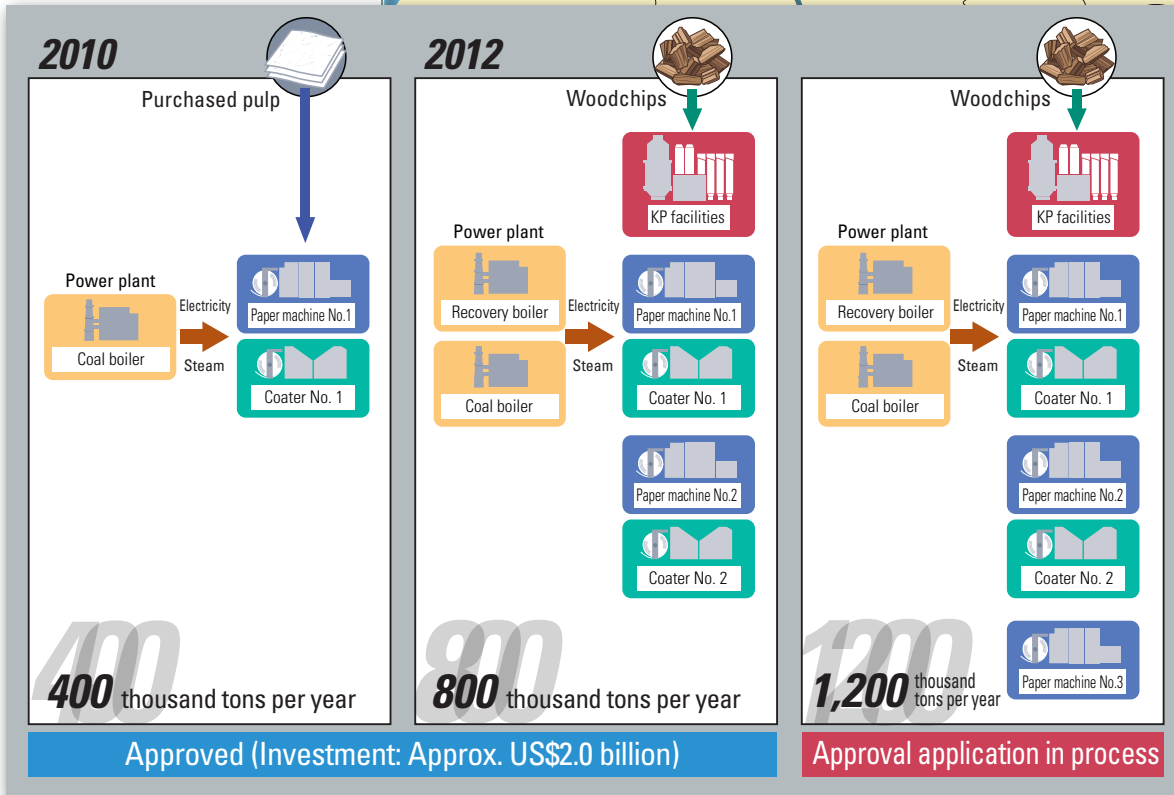 2010
Purchased pulp
Power plant
Coal boiler
Electricity
Steam
Paper machine No.1
Coater No. 1
400
400 thousand tons per year
2012
Woodchips
KP facilities
Power plant
Recovery boiler
Coal boiler
Electricity
Steam
Paper machine No.1
Coater No. 1
Paper machine No.2
Coater No. 2
800
800 thousand tons per year
Approved (Investment: Approx. US$2.0 billion)
Woodchips
KP facilities
Power plant
Recovery boiler
Coal boiler
Electricity
Steam
Paper machine No.1
Coater No. 1
Paper machine No.2
Coater No. 2
Paper machine No.3
1200
1,200 thousand
tons per year
Approval application in process